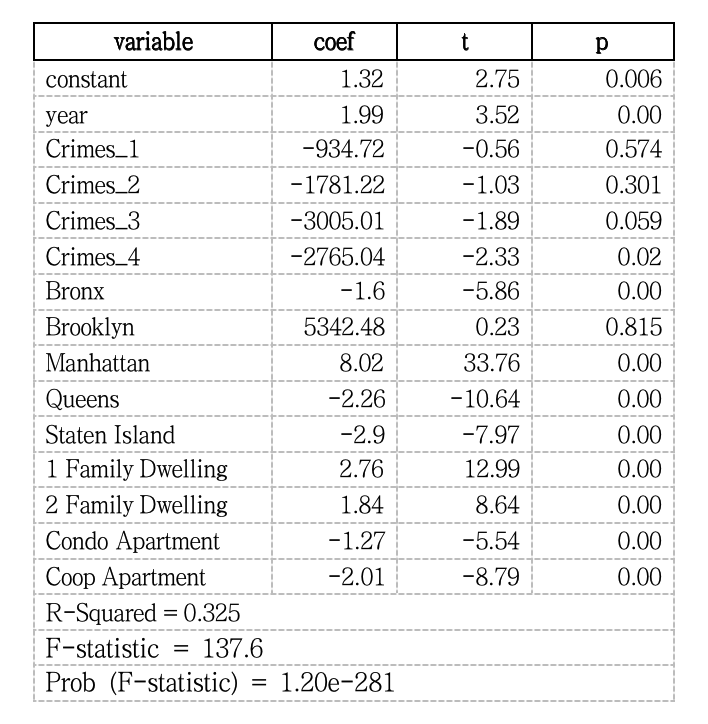 variable coef t p
constant 1.32 2.75 0.006
year 1.99 3.52 0.00
Crimes_1 -934.72 -0.56 0.574
Crimes_2 -1781.22 -1.03 0.301
Crimes_3 -3005.01 -1.89 0.059
Crimes_4 -2765.04 -2.33 0.02
Bronx -1.6 -5.86 0.00
Brooklyn 5342.48 0.23 0.815
Manhattan 8.02 33.76 0.00
Queens -2.26 -10.64 0.00
Staten Island -2.9 -7.97 0.00
1 Family Dwelling 2.76 12.99 0.00
2 Family Dwelling 1.84 8.64 0.00
Condo Apartment -1.27 -5.54 0.00
Coop Apartment -2.01 -8.79 0.00
R-Squared = 0.325
F-statistic = 137.6
Prob (F-statistic) = 1.20e-281